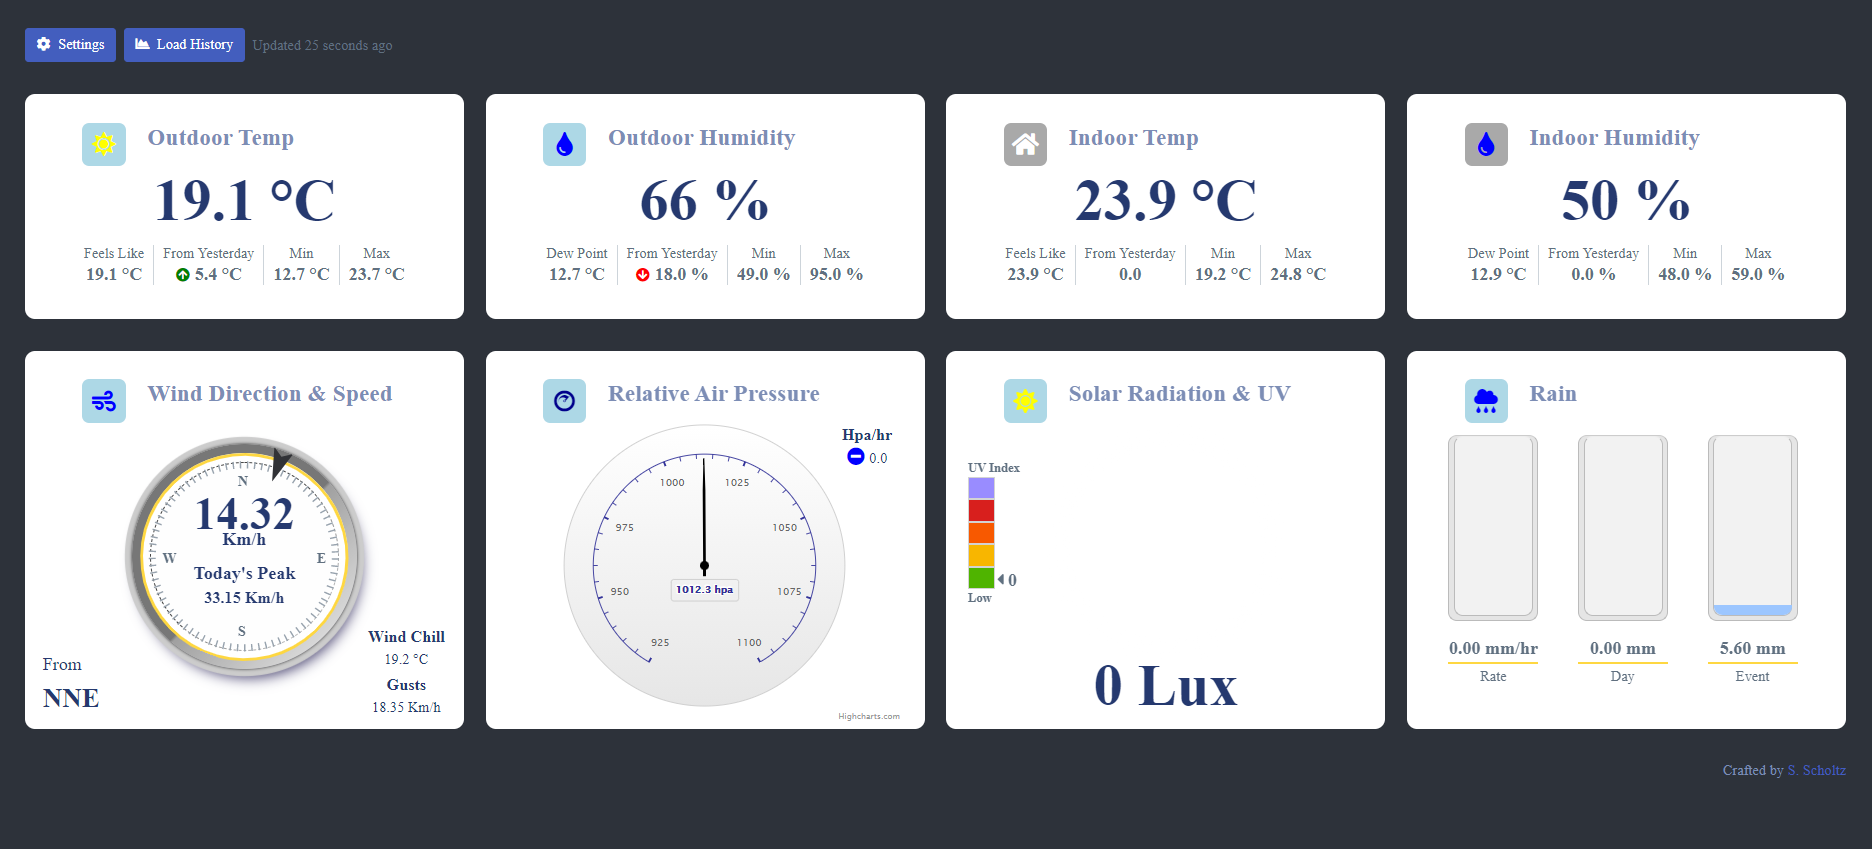 Settings
Load History
Updated 25 seconds ago
Outdoor Temp
19.1 °C
Feels Like From Yesterday Min Max
19.1 °C 5.4 °C 12.7 °C 23.7 °C
Outdoor Humidity
66 %
Dew Point From Yesterday Min Max
12.7 °C 18.0 % 49.0 % 95.0 %
Indoor Temp
23.9 °C
Feels Like From Yesterday Min Max
23.9 °C 0.0 19.2 °C 24.8 °C
Indoor Humidity
50 %
Dew Point From Yesterday Min Max
12.9 °C 0.0 % 48.0 % 59.0 %
Wind Direction & Speed
N
14.32
Km/h
W E
Today's Peak
33.15 Km/h
S
From
NNE
Wind Chill
19.2 °C
Gusts
18.35 Km/h
Relative Air Pressure
Hpa/hr
0.0
1000 1025
975 1050
950 1075
1012.3 hpa
925 1100
Highcharts.com
Solar Radiation & UV
UV Index
0
Low
0 Lux
Rain
0.00 mm/hr 0.00 mm 5.60 mm
Rate Day Event
Crafted by S. Scholtz